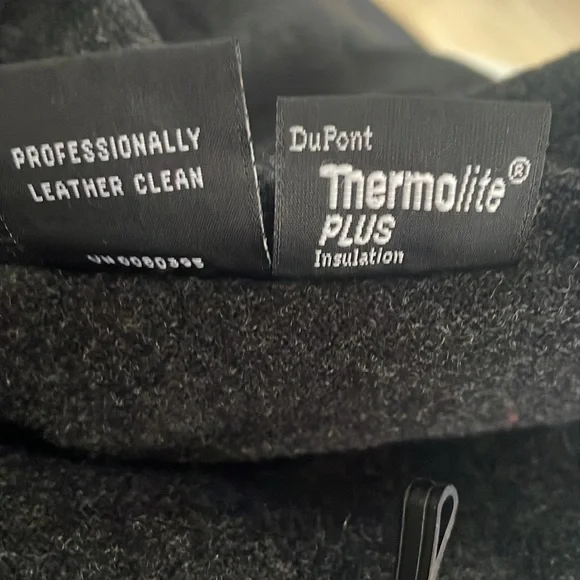 PROFESSIONALLY
LEATHER CLEAN
DuPont
Thermolite®
PLUS
Insulation